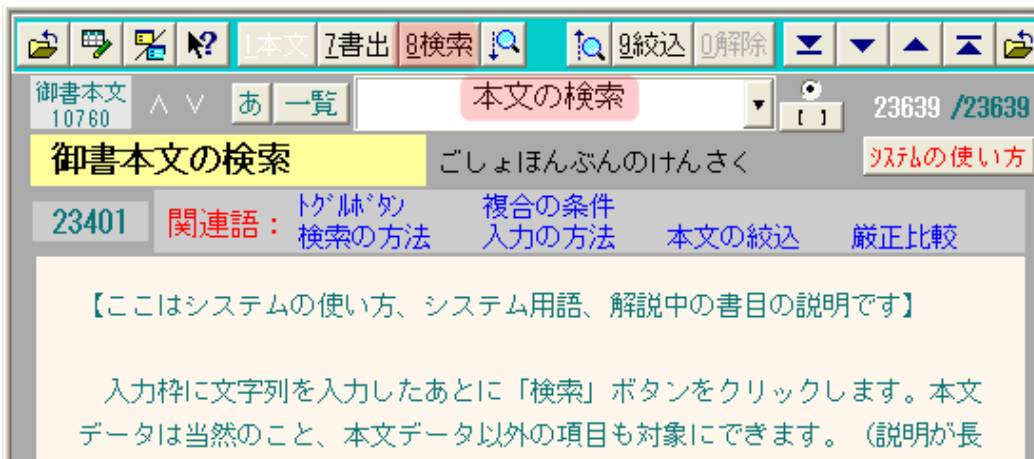 1本文 7書出 8検索 9絞込 0解除
御書本文
10760
∧ ∨ あ 一覧 本文の検索 [ ] 23639 /23639
御書本文の検索 ごしょほんぶんのけんさく ｼｽﾃﾑの使い方
23401 関連語： ﾄｸﾞﾙﾎﾞﾀﾝ 複合の条件
検索の方法 入力の方法 本文の絞込 厳正比較
【ここはシステムの使い方、システム用語、解説中の書目の説明です】
入力枠に文字列を入力したあとに「検索」ボタンをクリックします。本文
データは当然のこと、本文データ以外の項目も対象にできます。（説明が長